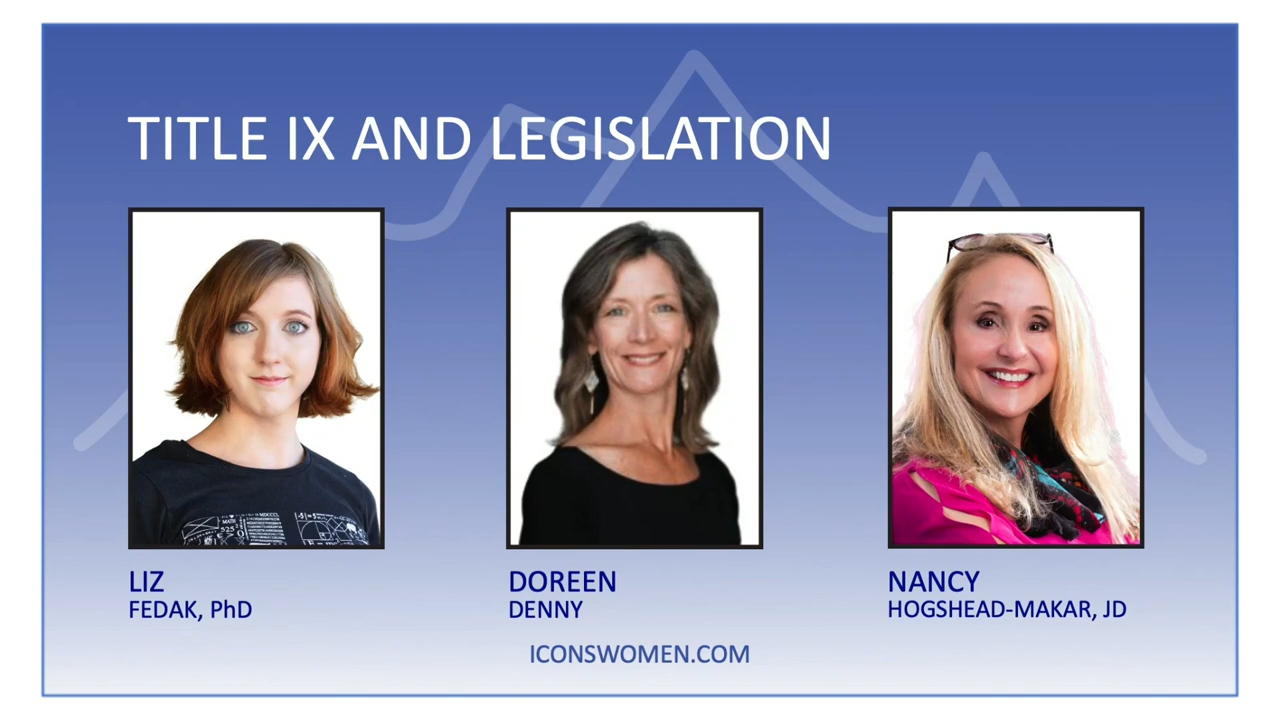 TITLE IX AND LEGISLATION
LIZ
FEDAK, PhD
DOREEN
DENNY
NANCY
HOGSHEAD-MAKAR, JD
ICONSWOMEN.COM